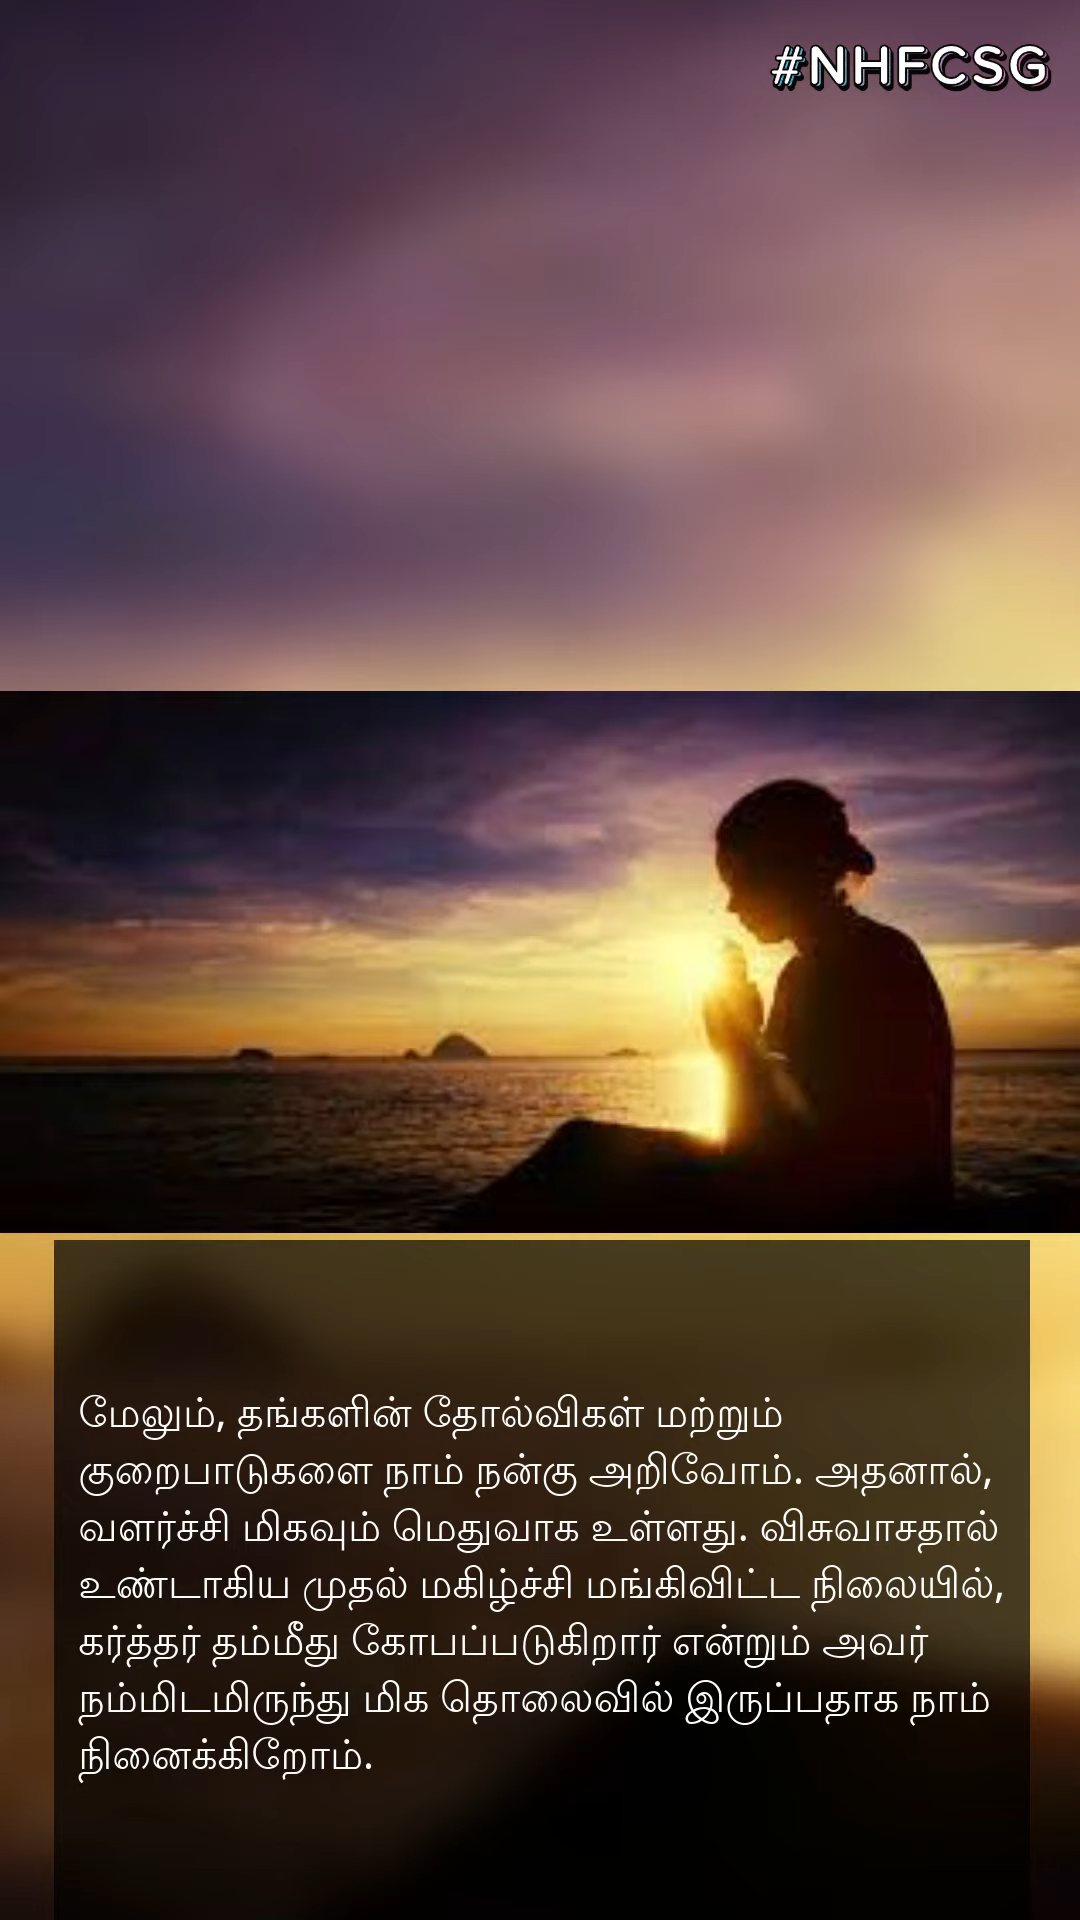 #NHFCSG
மேலும், தங்களின் தோல்விகள் மற்றும்
குறைபாடுகளை நாம் நன்கு அறிவோம். அதனால்,
வளர்ச்சி மிகவும் மெதுவாக உள்ளது. விசுவாசதால்
உண்டாகிய முதல் மகிழ்ச்சி மங்கிவிட்ட நிலையில்,
கர்த்தர் தம்மீது கோபப்படுகிறார் என்றும் அவர்
நம்மிடமிருந்து மிக தொலைவில் இருப்பதாக நாம்
நினைக்கிறோம்.